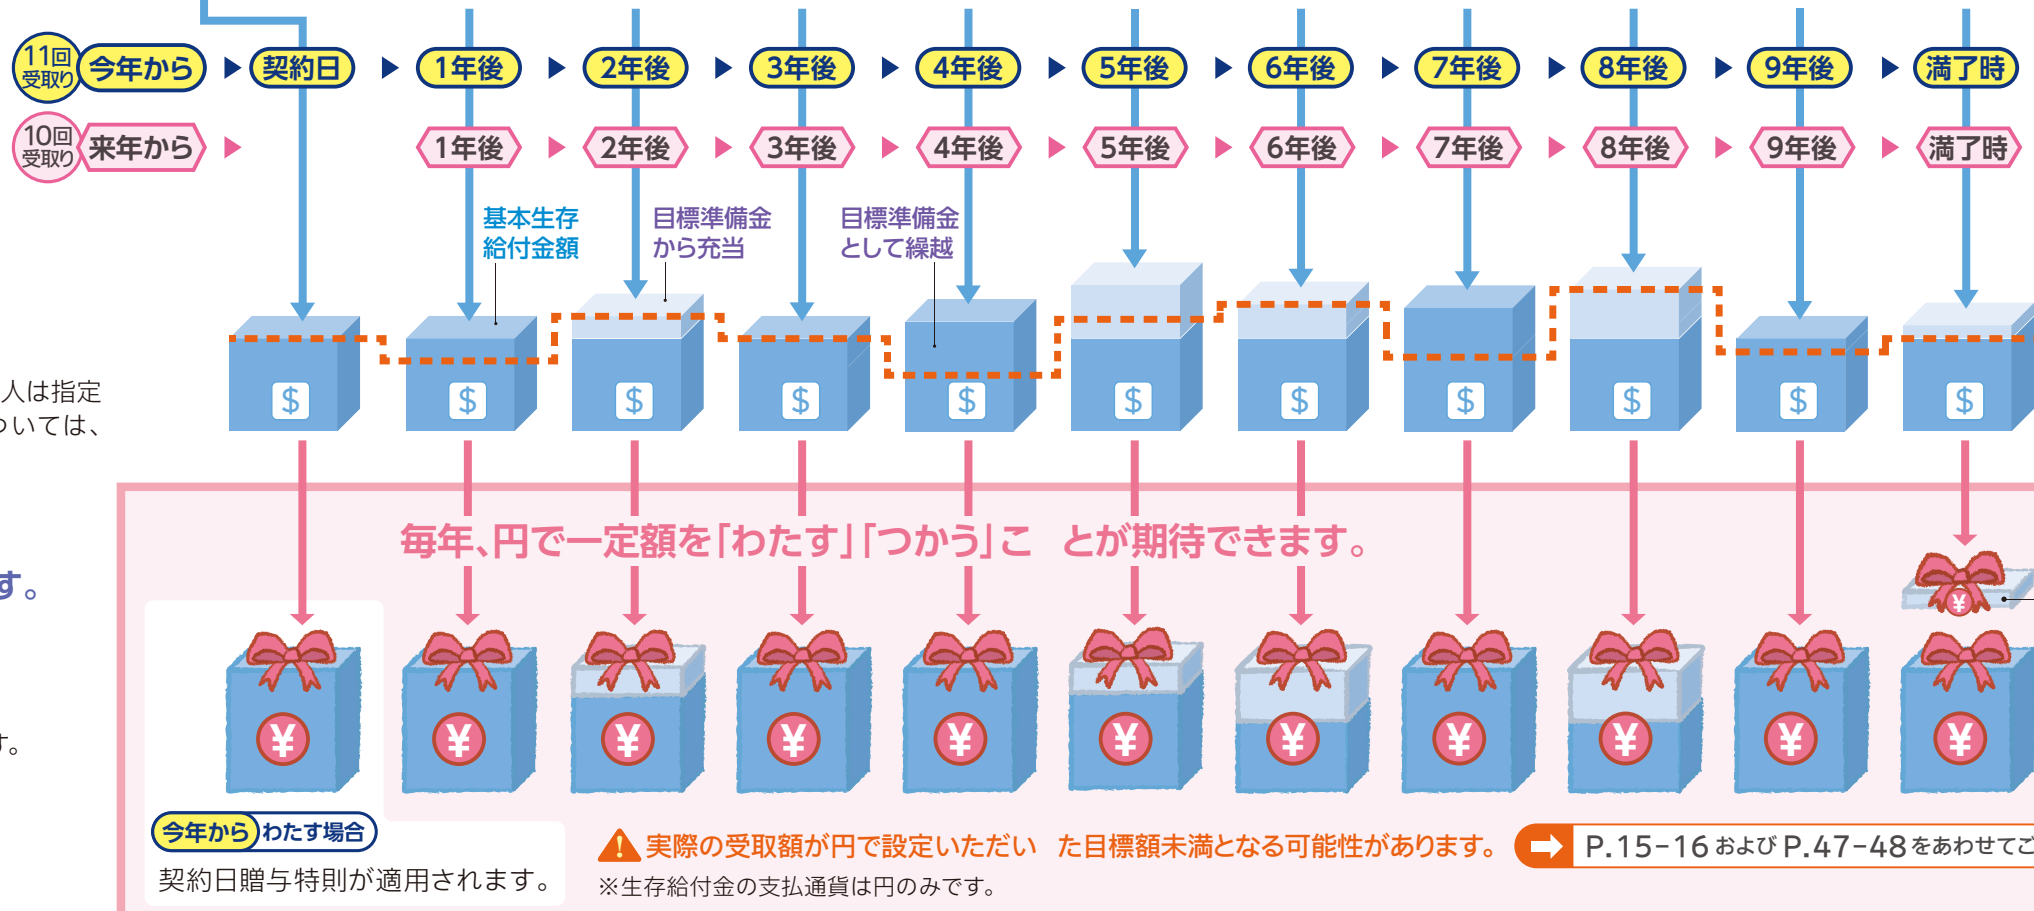 11回
受取り
今年から
契約日
1年後
2年後
3年後
4年後
5年後
6年後
7年後
8年後
9年後
満了時
10回
受取り
来年から
1年後
2年後
3年後
4年後
5年後
6年後
7年後
8年後
9年後
満了時
基本生存
給付金額
目標準備金
から充当
目標準備金
として繰越
$ $ $ $ $ $ $ $ $ $ $
人は指定
ついては、
す。
す。
毎年、円で一定額を「わたす」「つかう」こ とが期待できます。
¥
¥ ¥ ¥ ¥ ¥ ¥ ¥ ¥ ¥ ¥ ¥
今年から わたす場合
契約日贈与特則が適用されます。
実際の受取額が円で設定いただい た目標額未満となる可能性があります。
P.15-16 および P.47-48 をあわせてご
※生存給付金の支払通貨は円のみです。